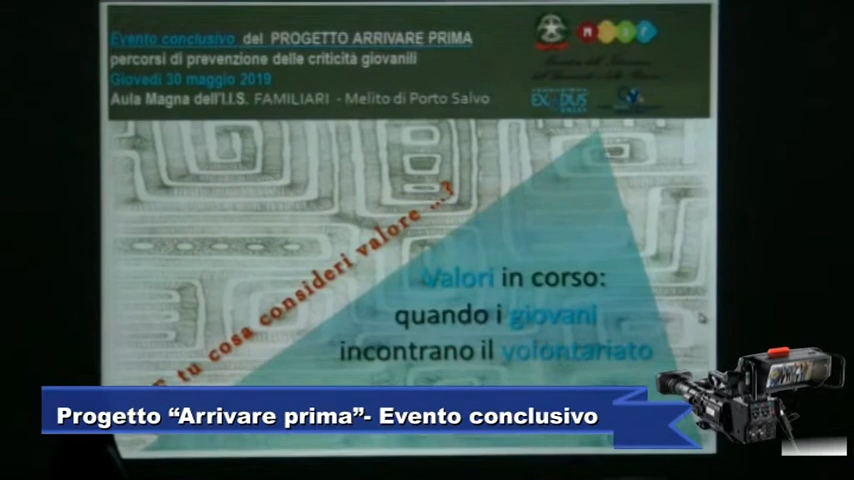 Evento conclusivo del PROGETTO ARRIVARE PRIMA
percorsi di prevenzione delle criticità giovanili
Giovedì 30 maggio 2019
Aula Magna dell'I.I.S. FAMILIARI - Melito di Porto Salvo
EXODUS
E tu cosa consideri valore ...?
Valori in corso:
quando i giovani
incontrano il volontariato
Progetto “Arrivare prima”- Evento conclusivo